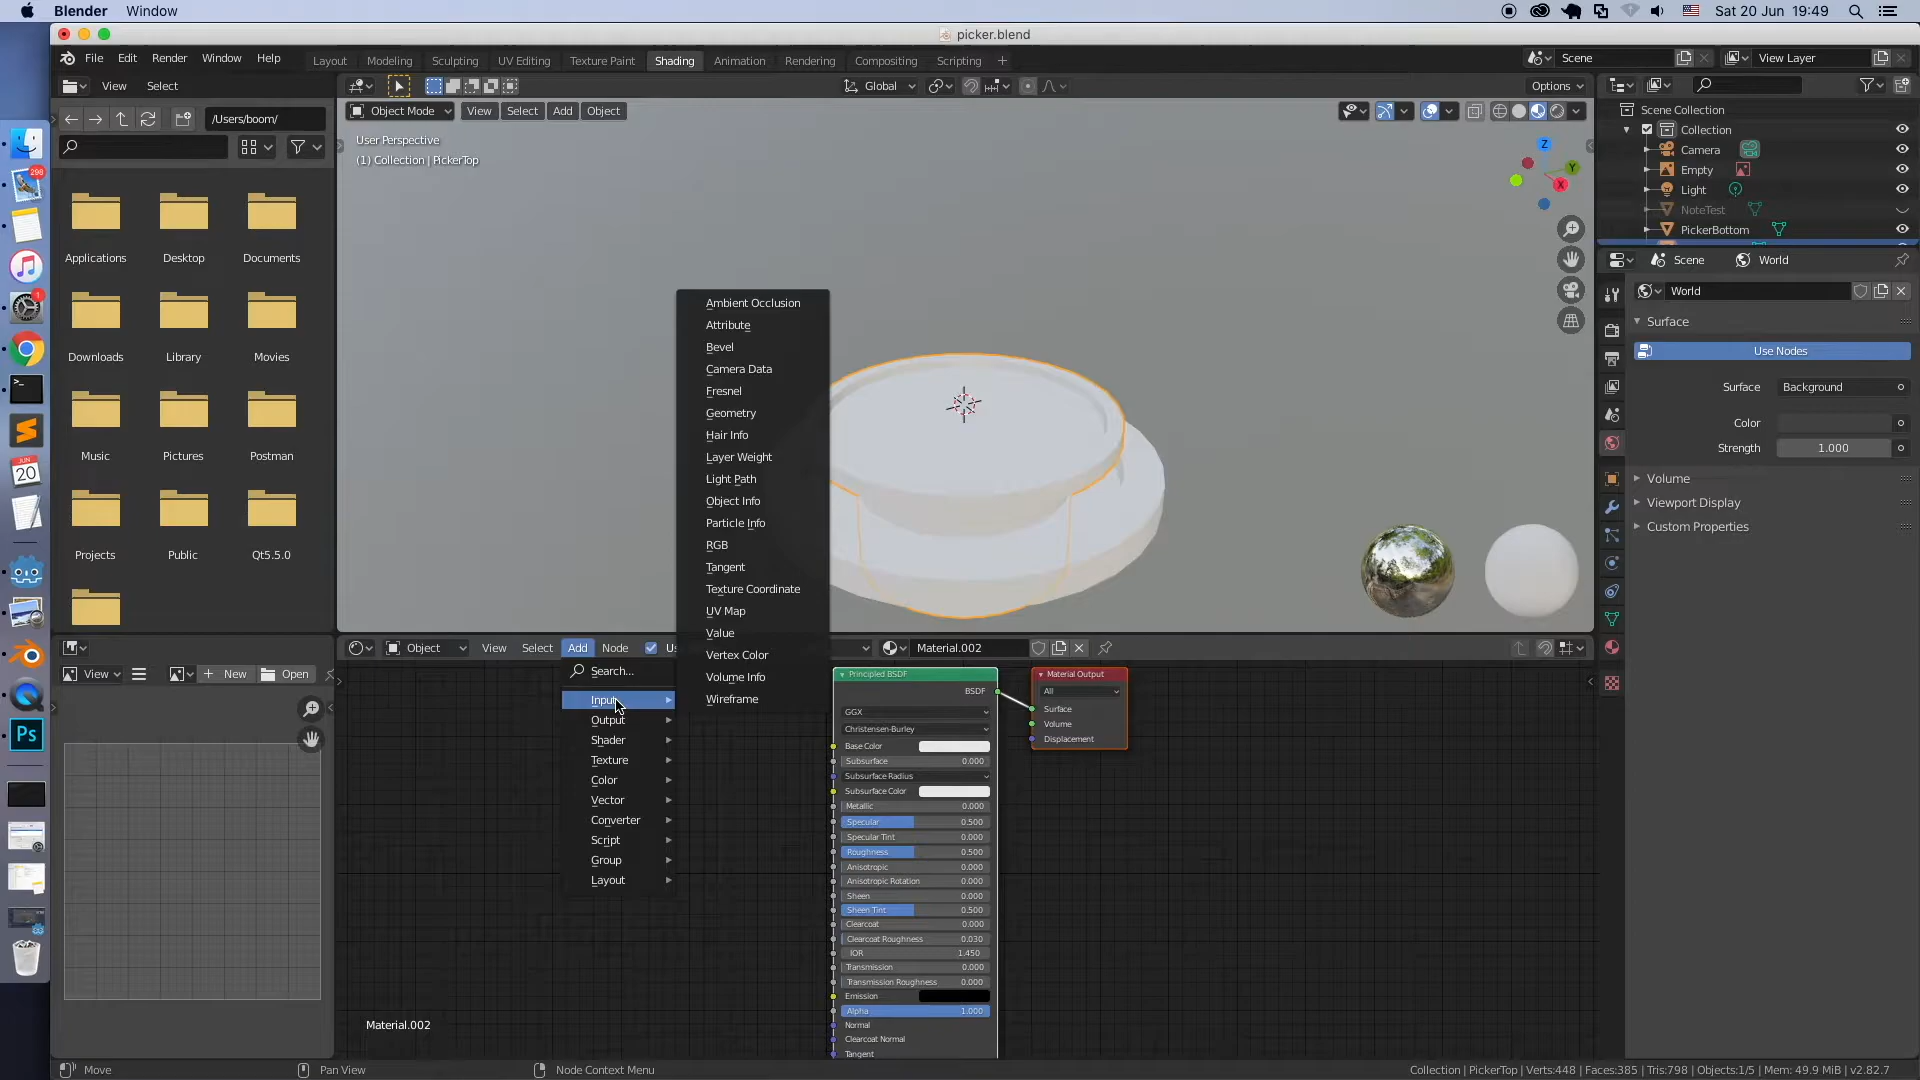 Blender Window
Sat 20 Jun 19:49
picker.blend
File Edit Render Window Help
Layout Modeling Sculpting UV Editing Texture Paint Shading Animation Rendering Compositing Scripting +
Scene
View Layer
View Select
Global
Options
/Users/boom/
Object Mode View Select Add Object
User Perspective
(1) Collection | PickerTop
Applications Desktop Documents
Downloads Library Movies
Music Pictures Postman
Projects Public Qt5.5.0
298
1
JUN
20
Ps
Z
Y
X
Scene Collection
Collection
Camera
Empty
Light
NoteTest
PickerBottom
Scene World
World
Surface
Use Nodes
Surface Background
Color
Strength 1.000
Volume
Viewport Display
Custom Properties
Ambient Occlusion
Attribute
Bevel
Camera Data
Fresnel
Geometry
Hair Info
Layer Weight
Light Path
Object Info
Particle Info
RGB
Tangent
Texture Coordinate
UV Map
Value
Vertex Color
Volume Info
Wireframe
Object View Select Add Node Us
Material.002
View
New Open
Search...
Input
Output
Shader
Texture
Color
Vector
Converter
Script
Group
Layout
Principled BSDF
BSDF
GGX
Christensen-Burley
Base Color
Subsurface 0.000
Subsurface Radius
Subsurface Color
Metallic 0.000
Specular 0.500
Specular Tint 0.000
Roughness 0.500
Anisotropic 0.000
Anisotropic Rotation 0.000
Sheen 0.000
Sheen Tint 0.500
Clearcoat 0.000
Clearcoat Roughness 0.030
IOR 1.450
Transmission 0.000
Transmission Roughness 0.000
Emission
Alpha 1.000
Normal
Clearcoat Normal
Tangent
Material Output
All
Surface
Volume
Displacement
Material.002
Move Pan View Node Context Menu
Collection | PickerTop | Verts:448 | Faces:385 | Tris:798 | Objects:1/5 | Mem: 49.9 MiB | v2.82.7